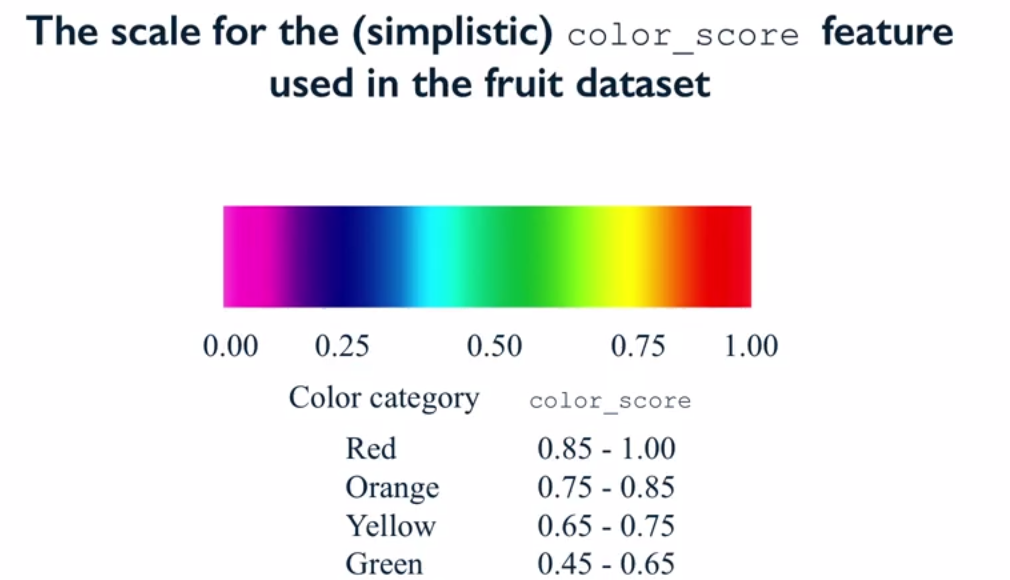 The scale for the (simplistic) color_score feature
used in the fruit dataset
0.00 0.25 0.50 0.75 1.00
Color category color_score
Red 0.85 - 1.00
Orange 0.75 - 0.85
Yellow 0.65 - 0.75
Green 0.45 - 0.65